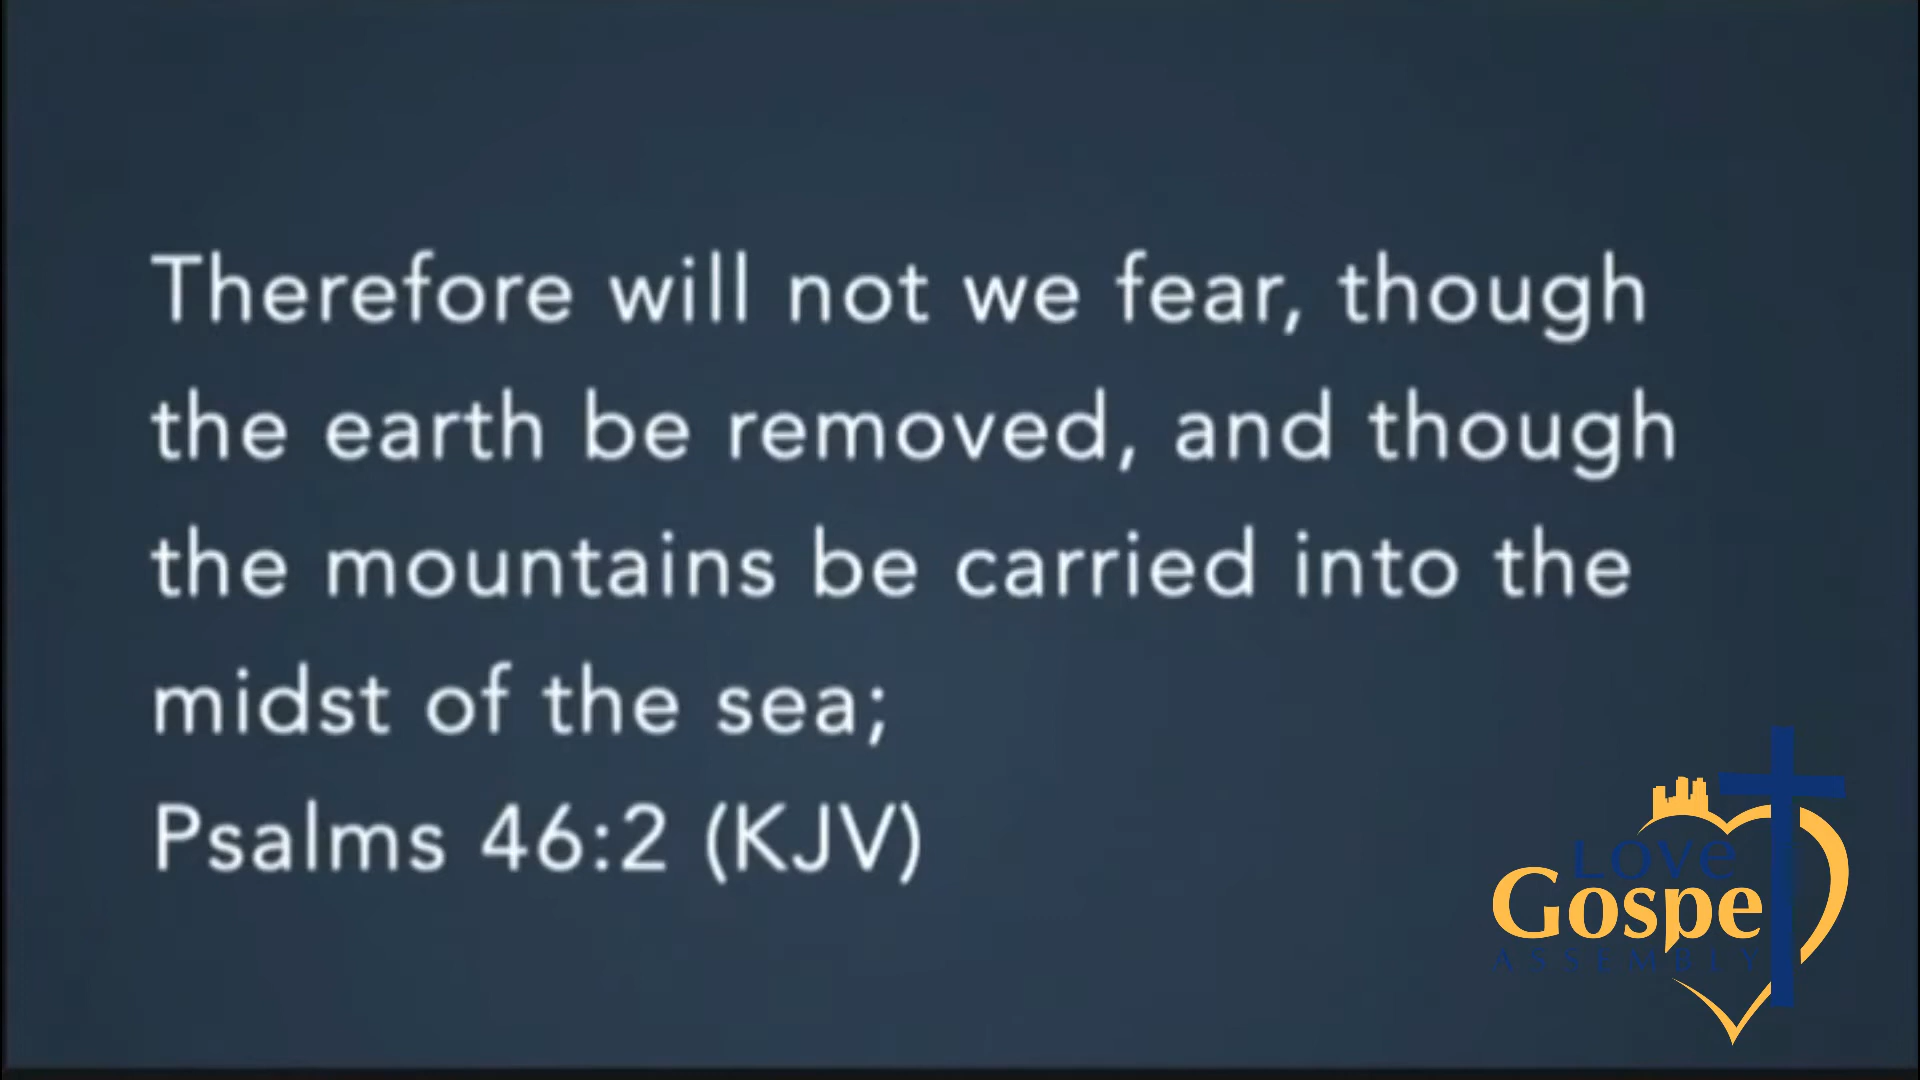 Therefore will not we fear, though
the earth be removed, and though
the mountains be carried into the
midst of the sea;
Psalms 46:2 (KJV)
Love
Gospel
ASSEMBLY